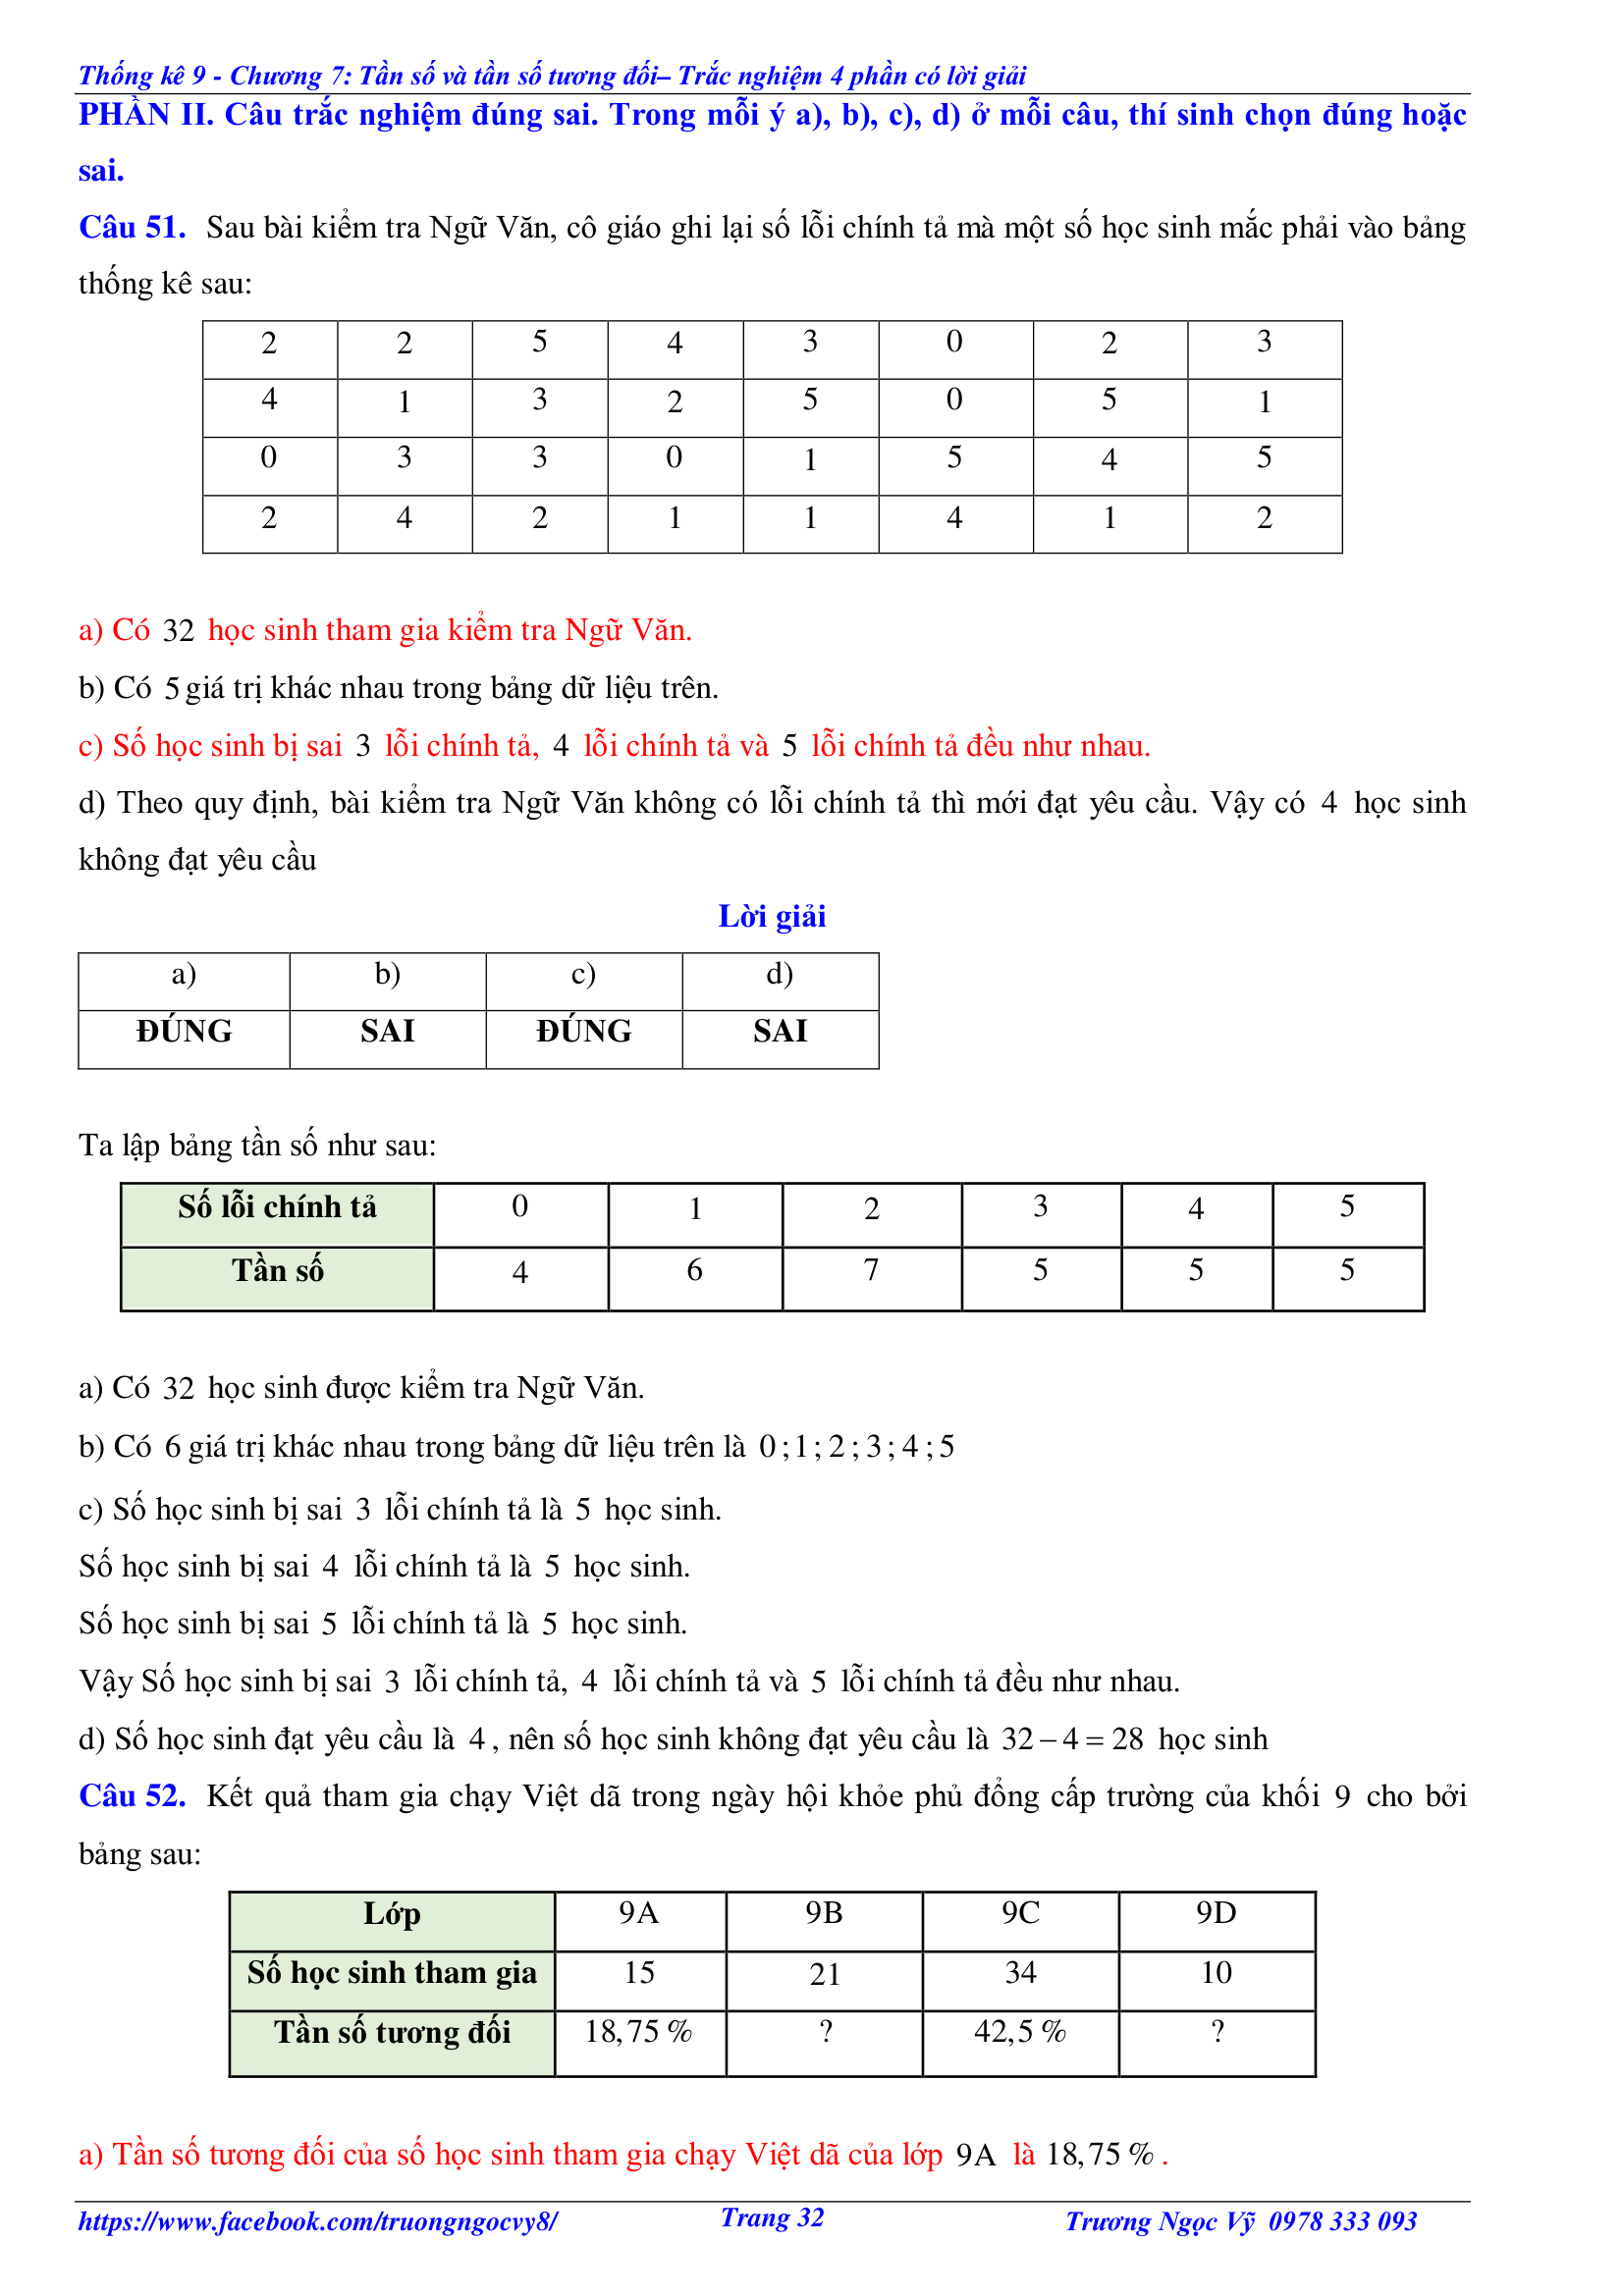 Thống kê 9 - Chương 7: Tần số và tần số tương đối– Trắc nghiệm 4 phần có lời giải
PHẦN II. Câu trắc nghiệm đúng sai. Trong mỗi ý a), b), c), d) ở mỗi câu, thí sinh chọn đúng hoặc
sai.
Câu 51. Sau bài kiểm tra Ngữ Văn, cô giáo ghi lại số lỗi chính tả mà một số học sinh mắc phải vào bảng
thống kê sau:
2 2 5 4 3 0 2 3
4 1 3 2 5 0 5 1
0 3 3 0 1 5 4 5
2 4 2 1 1 4 1 2
a) Có 32 học sinh tham gia kiểm tra Ngữ Văn.
b) Có 5 giá trị khác nhau trong bảng dữ liệu trên.
c) Số học sinh bị sai 3 lỗi chính tả, 4 lỗi chính tả và 5 lỗi chính tả đều như nhau.
d) Theo quy định, bài kiểm tra Ngữ Văn không có lỗi chính tả thì mới đạt yêu cầu. Vậy có 4 học sinh
không đạt yêu cầu
Lời giải
a) b) c) d)
ĐÚNG SAI ĐÚNG SAI
Ta lập bảng tần số như sau:
Số lỗi chính tả 0 1 2 3 4 5
Tần số 4 6 7 5 5 5
a) Có 32 học sinh được kiểm tra Ngữ Văn.
b) Có 6 giá trị khác nhau trong bảng dữ liệu trên là 0;1;2;3;4;5
c) Số học sinh bị sai 3 lỗi chính tả là 5 học sinh.
Số học sinh bị sai 4 lỗi chính tả là 5 học sinh.
Số học sinh bị sai 5 lỗi chính tả là 5 học sinh.
Vậy Số học sinh bị sai 3 lỗi chính tả, 4 lỗi chính tả và 5 lỗi chính tả đều như nhau.
d) Số học sinh đạt yêu cầu là 4, nên số học sinh không đạt yêu cầu là 32 – 4 = 28 học sinh
Câu 52. Kết quả tham gia chạy Việt dã trong ngày hội khỏe phủ đổng cấp trường của khối 9 cho bởi
bảng sau:
Lớp 9A 9B 9C 9D
Số học sinh tham gia 15 21 34 10
Tần số tương đối 18,75 % ? 42,5 % ?
a) Tần số tương đối của số học sinh tham gia chạy Việt dã của lớp 9A là 18,75 %.
https://www.facebook.com/truongngocvy8/ Trang 32 Trương Ngọc Vỹ 0978 333 093